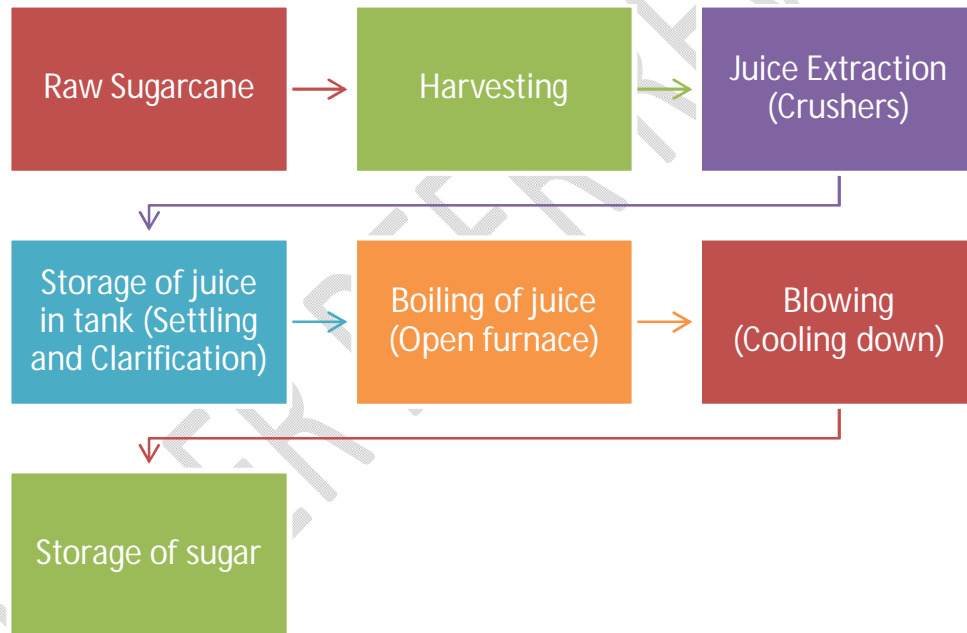 Raw Sugarcane
Harvesting
Juice Extraction
(Crushers)
Storage of juice
in tank (Settling
and Clarification)
Boiling of juice
(Open furnace)
Blowing
(Cooling down)
Storage of sugar